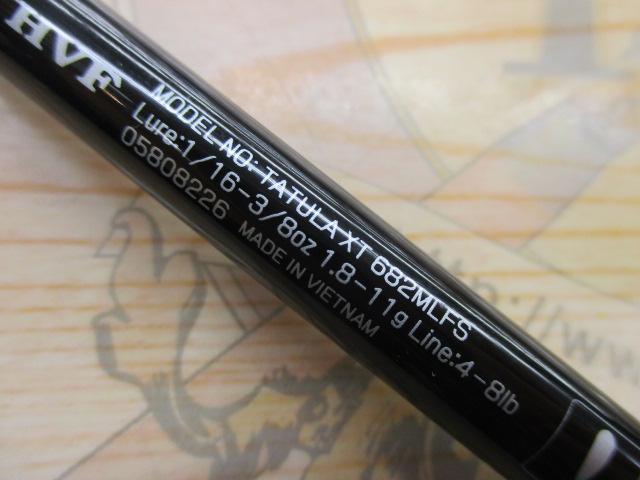 HVF
MODEL NO: TATULA XT 682MLFS
Lure:1/16-3/8oz 1.8-11g Line:4-8lb
05808226 MADE IN VIETNAM